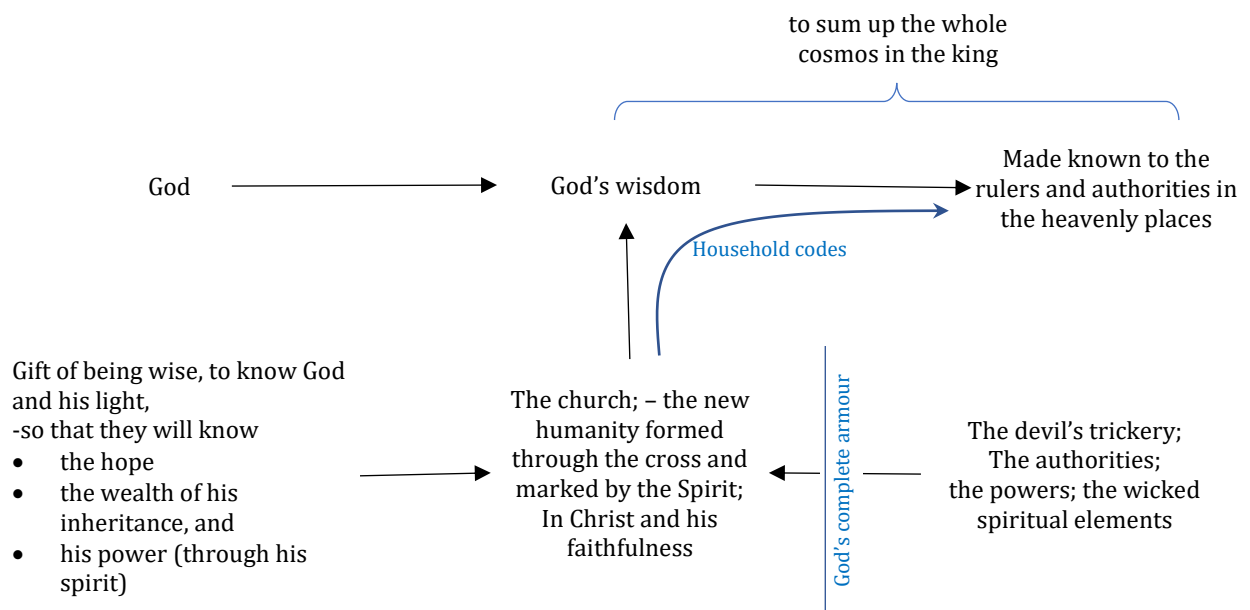 to sum up the whole
cosmos in the king
God
God’s wisdom
Made known to the
rulers and authorities in
the heavenly places
Household codes
Gift of being wise, to know God
and his light,
-so that they will know
• the hope
• the wealth of his
inheritance, and
• his power (through his
spirit)
The church; – the new
humanity formed
through the cross and
marked by the Spirit;
In Christ and his
faithfulness
God’s complete armour
The devil’s trickery;
The authorities;
the powers; the wicked
spiritual elements